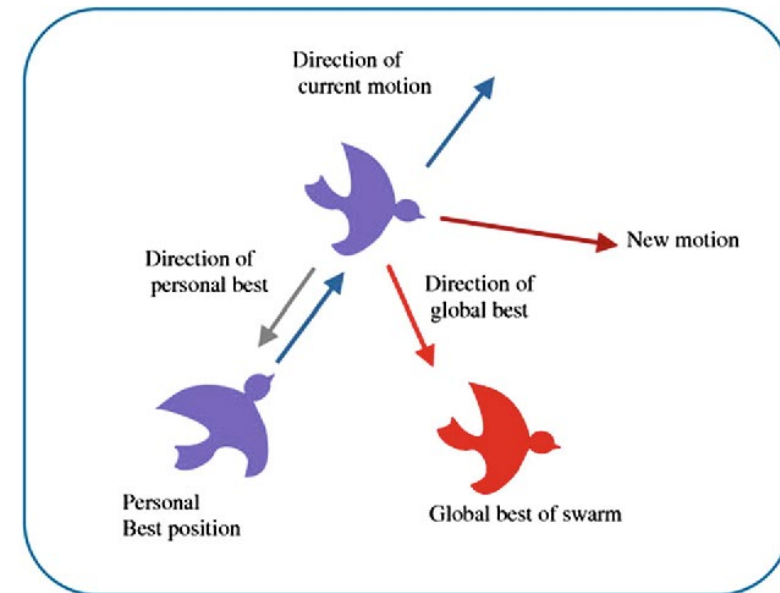 Direction of
current motion
New motion
Direction of
personal best
Direction of
global best
Personal
Best position
Global best of swarm